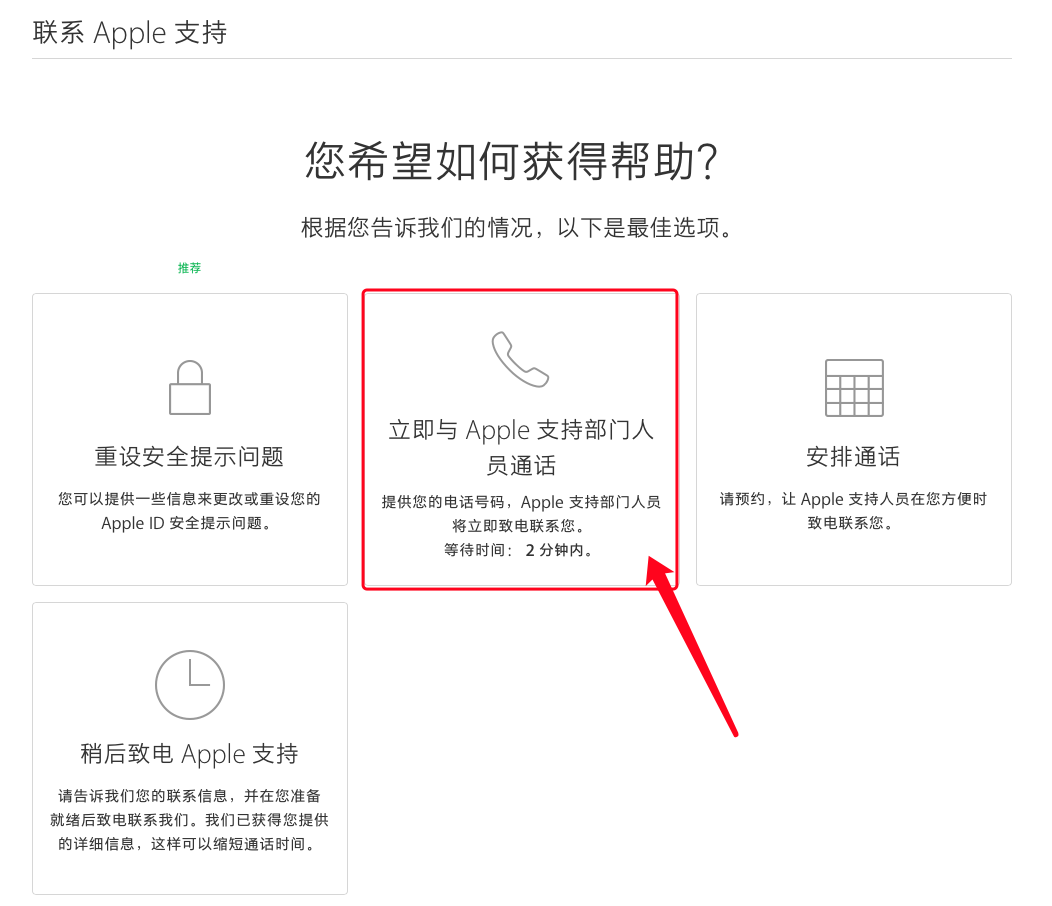 联系 Apple 支持
您希望如何获得帮助？
根据您告诉我们的情况，以下是最佳选项。
推荐
重设安全提示问题
您可以提供一些信息来更改或重设您的
Apple ID 安全提示问题。
立即与 Apple 支持部门人
员通话
提供您的电话号码，Apple 支持部门人员
将立即致电联系您。
等待时间： 2 分钟内。
安排通话
请预约，让 Apple 支持人员在您方便时
致电联系您。
稍后致电 Apple 支持
请告诉我们您的联系信息，并在您准备
就绪后致电联系我们。我们已获得您提供
的详细信息，这样可以缩短通话时间。